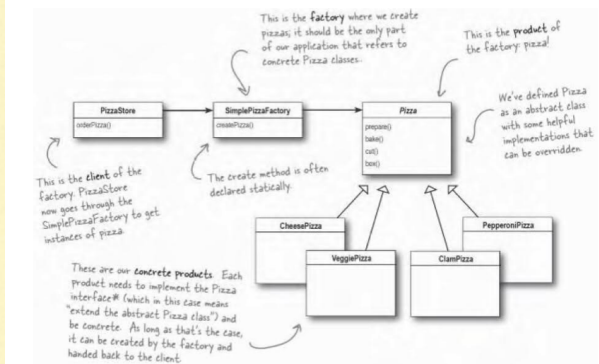 This is the factory where we create
pizzas; it should be the only part
of our application that refers to
concrete Pizza classes.
This is the product of
the factory: pizza!
PizzaStore
orderPizza()
SimplePizzaFactory
createPizza()
Pizza
prepare()
bake()
cut()
box()
We've defined Pizza
as an abstract class
with some helpful
implementations that
can be overridden.
This is the client of the
factory. PizzaStore
now goes through the
SimplePizzaFactory to get
instances of pizza.
The create method is often
declared statically.
CheesePizza
VeggiePizza
ClamPizza
PepperoniPizza
These are our concrete products. Each
product needs to implement the Pizza
interface* (which in this case means
"extend the abstract Pizza class") and
be concrete. As long as that's the case,
it can be created by the factory and
handed back to the client.